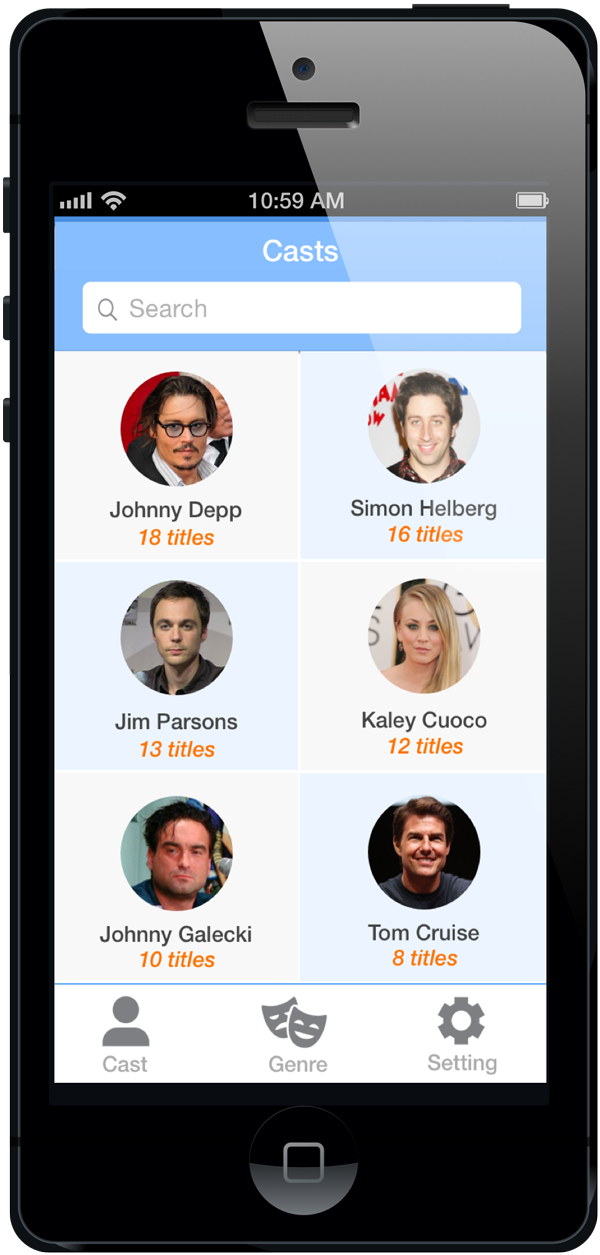 10:59 AM
Casts
Search
Johnny Depp
18 titles
Simon Helberg
16 titles
Jim Parsons
13 titles
Kaley Cuoco
12 titles
Johnny Galecki
10 titles
Tom Cruise
8 titles
Cast
Genre
Setting